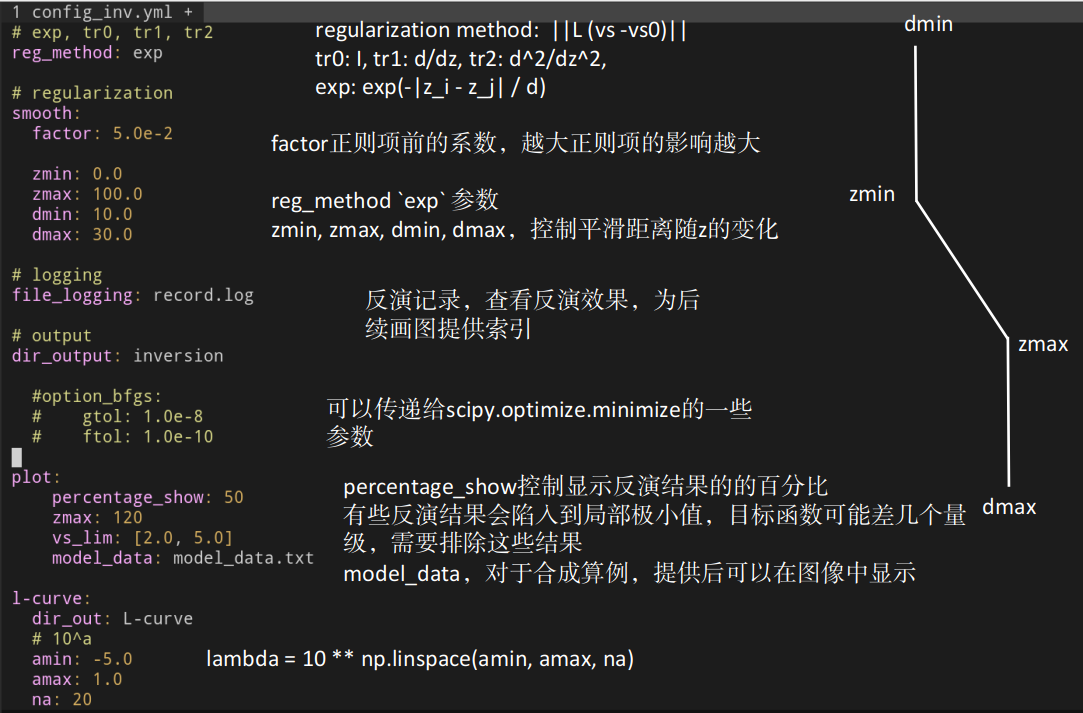 1 config_inv.yml +
# exp, tr0, tr1, tr2
reg_method: exp
# regularization
smooth:
factor: 5.0e-2
zmin: 0.0
zmax: 100.0
dmin: 10.0
dmax: 30.0
# logging
file_logging: record.log
# output
dir_output: inversion
#option_bfgs:
# gtol: 1.0e-8
# ftol: 1.0e-10
plot:
percentage_show: 50
zmax: 120
vs_lim: [2.0, 5.0]
model_data: model_data.txt
l-curve:
dir_out: L-curve
# 10^a
amin: -5.0
amax: 1.0
na: 20
regularization method: ||L (vs -vs0)||
tr0: I, tr1: d/dz, tr2: d^2/dz^2,
exp: exp(-|z_i - z_j| / d)
factor正则项前的系数，越大正则项的影响越大
reg_method `exp` 参数
zmin, zmax, dmin, dmax，控制平滑距离随z的变化
反演记录，查看反演效果，为后
续画图提供索引
可以传递给scipy.optimize.minimize的一些
参数
percentage_show控制显示反演结果的的百分比
有些反演结果会陷入到局部极小值，目标函数可能差几个量
级，需要排除这些结果
model_data，对于合成算例，提供后可以在图像中显示
lambda = 10 ** np.linspace(amin, amax, na)
dmin
zmin
zmax
dmax